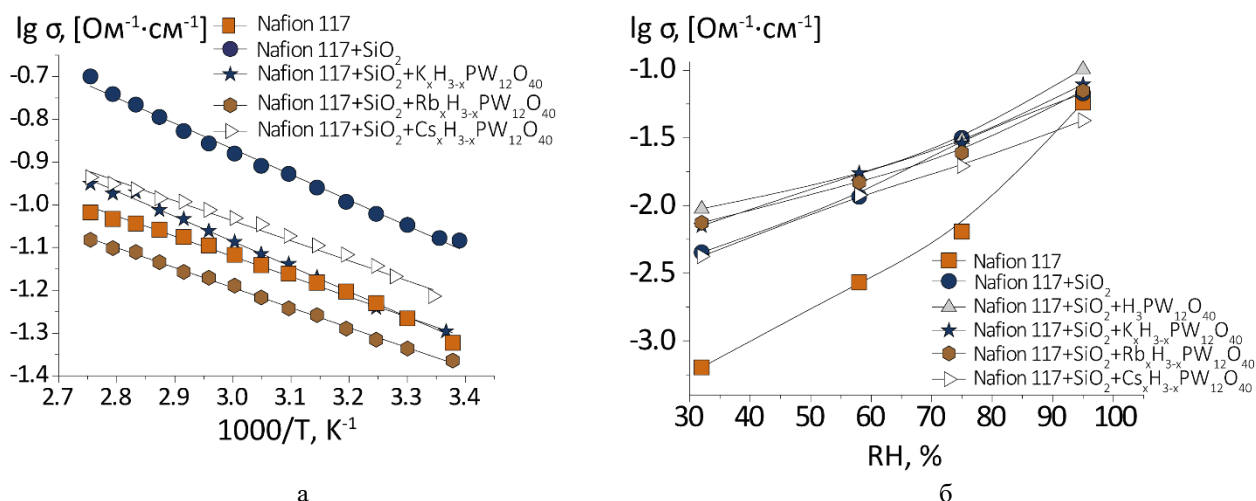 lg σ, [Ом⁻¹·см⁻¹]
Nafion 117
Nafion 117+SiO₂
Nafion 117+SiO₂+KₓH₃₋ₓPW₁₂O₄₀
Nafion 117+SiO₂+RbₓH₃₋ₓPW₁₂O₄₀
Nafion 117+SiO₂+CsₓH₃₋ₓPW₁₂O₄₀
-0.7
-0.8
-0.9
-1.0
-1.1
-1.2
-1.3
-1.4
2.7 2.8 2.9 3.0 3.1 3.2 3.3 3.4
1000/T, K⁻¹
а
lg σ, [Ом⁻¹·см⁻¹]
-1.0
-1.5
-2.0
-2.5
-3.0
Nafion 117
Nafion 117+SiO₂
Nafion 117+SiO₂+H₃PW₁₂O₄₀
Nafion 117+SiO₂+KₓH₃₋ₓPW₁₂O₄₀
Nafion 117+SiO₂+RbₓH₃₋ₓPW₁₂O₄₀
Nafion 117+SiO₂+CsₓH₃₋ₓPW₁₂O₄₀
30 40 50 60 70 80 90 100
RH, %
б